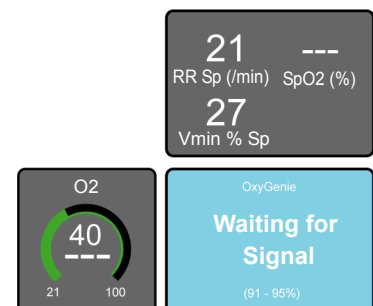 21 ---
RR Sp (/min) SpO2 (%)
27
Vmin % Sp
O2
40
---
21 100
OxyGenie
Waiting for
Signal
(91 - 95%)